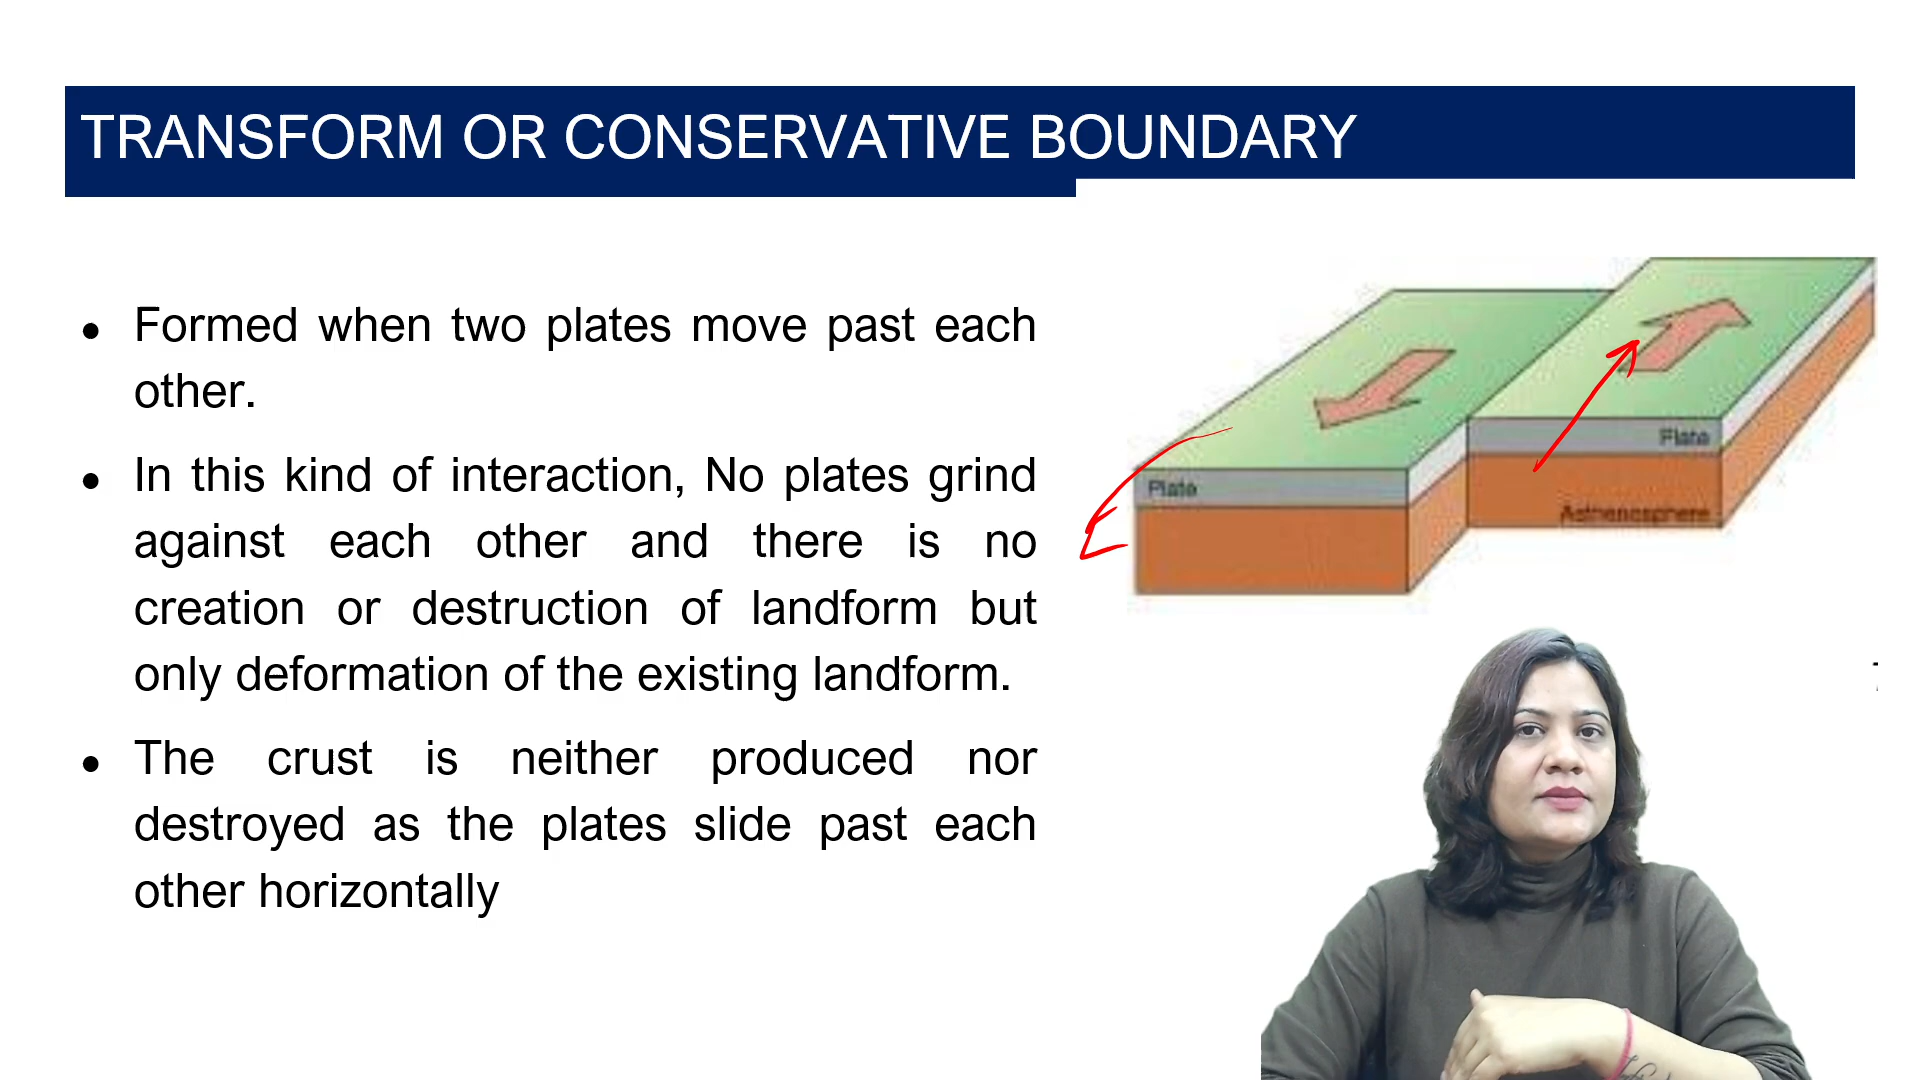 TRANSFORM OR CONSERVATIVE BOUNDARY
● Formed when two plates move past each
other.
● In this kind of interaction, No plates grind
against each other and there is no
creation or destruction of landform but
only deformation of the existing landform.
● The crust is neither produced nor
destroyed as the plates slide past each
other horizontally
Plate
Plate
Asthenosphere